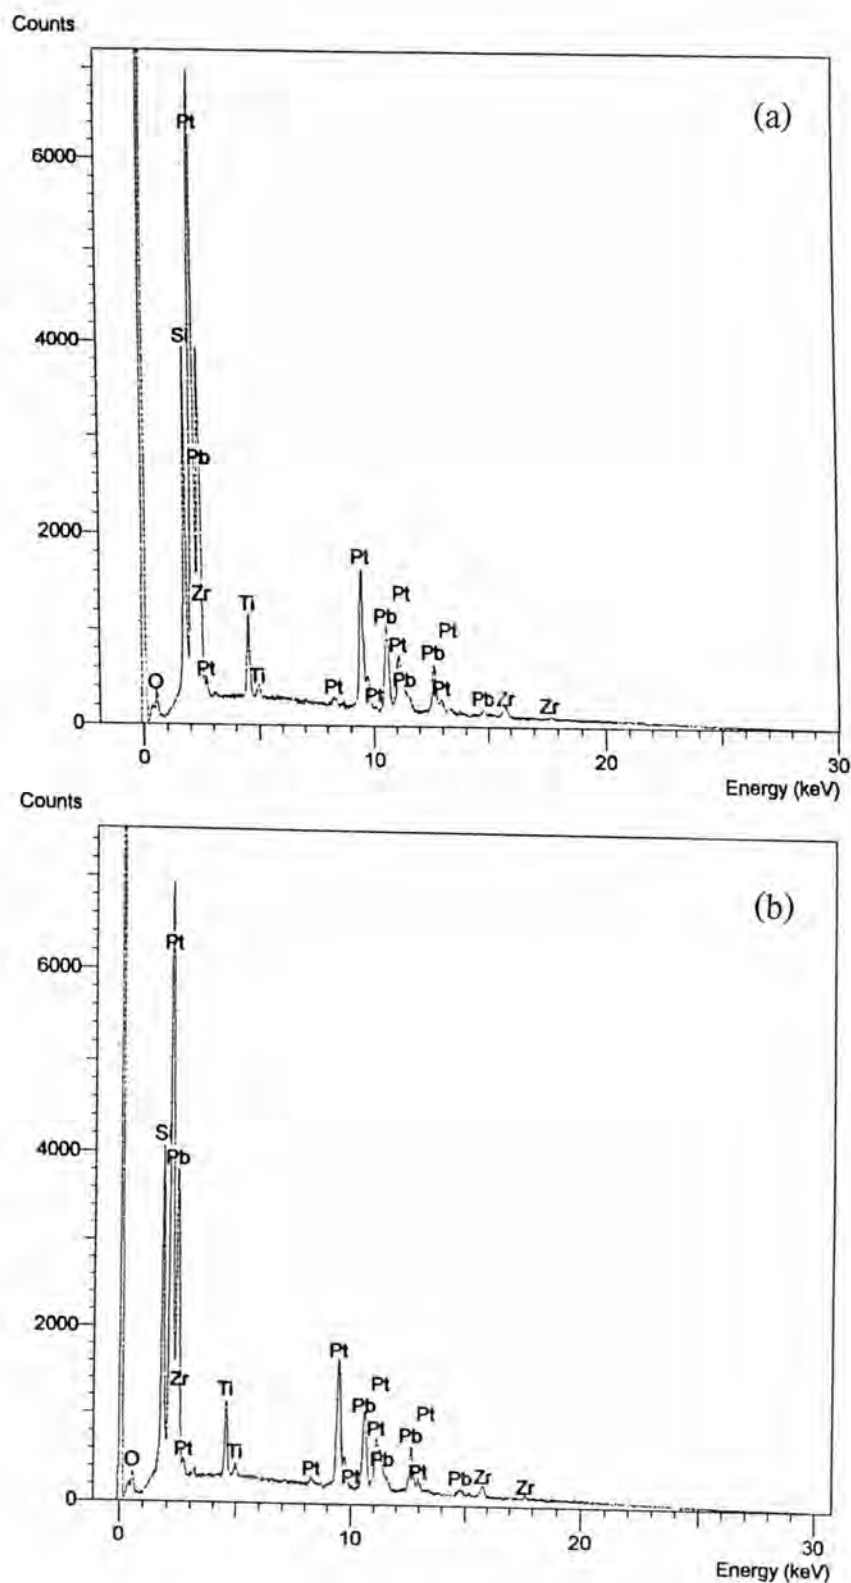 Counts
(a)
Pt
6000
Si
4000
Pb
2000
Pt
Zr
Ti
Pt
Pb
Pt
Pt
Pb
O
Pt
Ti
Pt
Pt
Pb
Pt
Pb
Zr
Zr
0
0
10
20
30
Energy (keV)
Counts
(b)
Pt
6000
Si
4000
Pb
2000
Pt
Zr
Ti
Pt
Pb
Pt
Pt
Pb
O
Pt
Ti
Pt
Pt
Pb
Pt
Pb
Zr
Zr
0
0
10
20
30
Energy (keV)